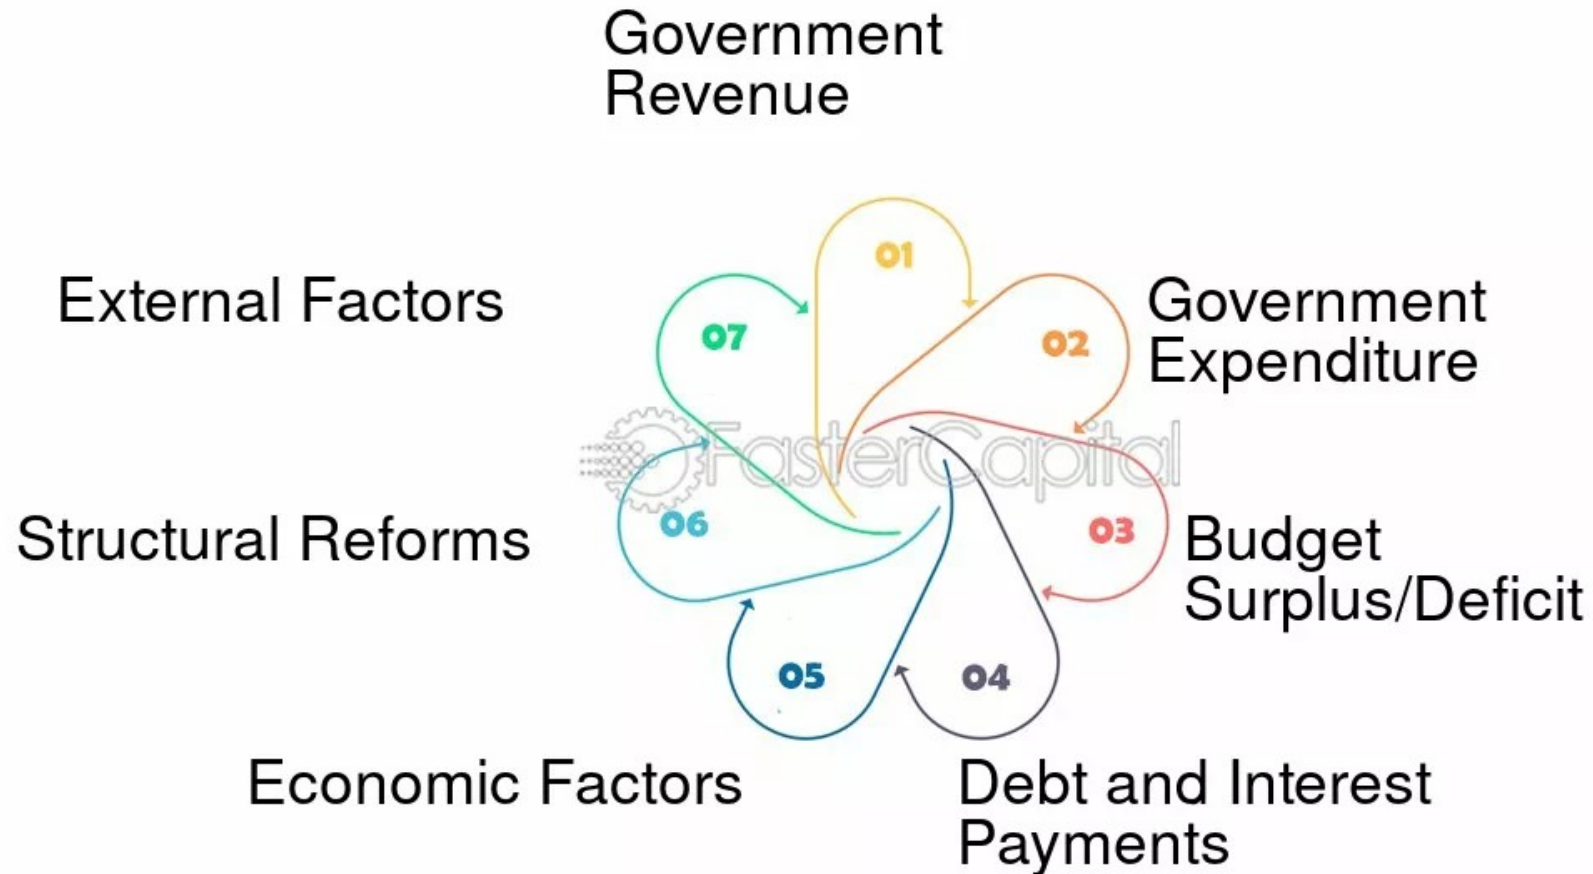 Government
Revenue
01
External Factors
07
02
Government
Expenditure
FasterCapital
Structural Reforms
06
03
Budget
Surplus/Deficit
05
04
Economic Factors
Debt and Interest
Payments